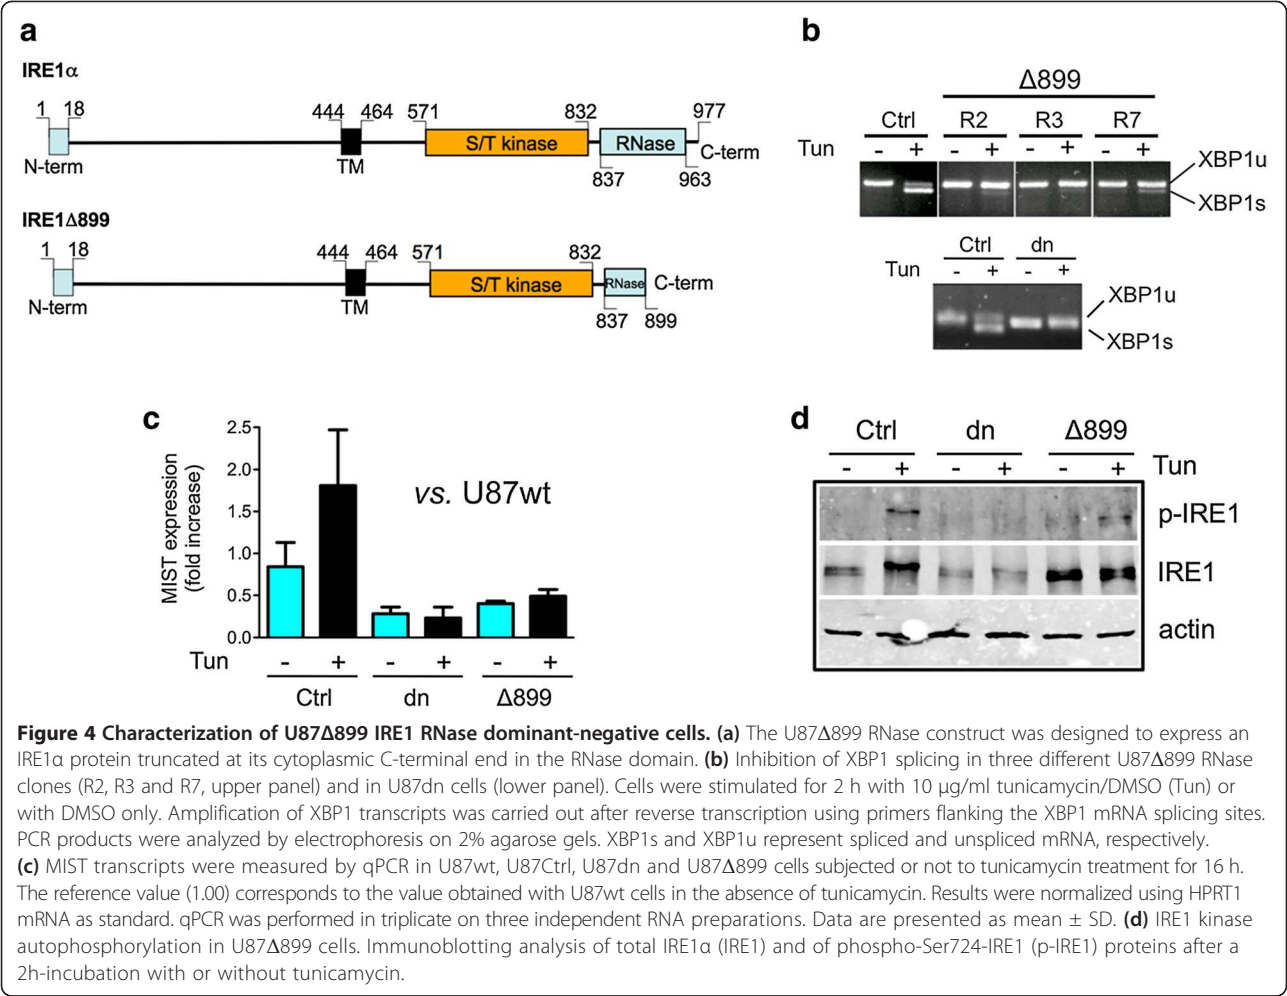 a
IRE1α
1 18 444 464 571 832 977
S/T kinase RNase
N-term TM C-term
837 963
IRE1Δ899
1 18 444 464 571 832
S/T kinase RNase C-term
N-term TM
837 899
b
Δ899
Ctrl R2 R3 R7
Tun - + - + - + - +
XBP1u
XBP1s
Ctrl dn
Tun - + - +
XBP1u
XBP1s
c
MIST expression
(fold increase)
2.5
2.0
1.5
1.0
0.5
0.0
vs. U87wt
Tun - + - + - +
Ctrl dn Δ899
d
Ctrl dn Δ899
- + - + - + Tun
p-IRE1
IRE1
actin
Figure 4 Characterization of U87Δ899 IRE1 RNase dominant-negative cells. (a) The U87Δ899 RNase construct was designed to express an
IRE1α protein truncated at its cytoplasmic C-terminal end in the RNase domain. (b) Inhibition of XBP1 splicing in three different U87Δ899 RNase
clones (R2, R3 and R7, upper panel) and in U87dn cells (lower panel). Cells were stimulated for 2 h with 10 μg/ml tunicamycin/DMSO (Tun) or
with DMSO only. Amplification of XBP1 transcripts was carried out after reverse transcription using primers flanking the XBP1 mRNA splicing sites.
PCR products were analyzed by electrophoresis on 2% agarose gels. XBP1s and XBP1u represent spliced and unspliced mRNA, respectively.
(c) MIST transcripts were measured by qPCR in U87wt, U87Ctrl, U87dn and U87Δ899 cells subjected or not to tunicamycin treatment for 16 h.
The reference value (1.00) corresponds to the value obtained with U87wt cells in the absence of tunicamycin. Results were normalized using HPRT1
mRNA as standard. qPCR was performed in triplicate on three independent RNA preparations. Data are presented as mean ± SD. (d) IRE1 kinase
autophosphorylation in U87Δ899 cells. Immunoblotting analysis of total IRE1α (IRE1) and of phospho-Ser724-IRE1 (p-IRE1) proteins after a
2h-incubation with or without tunicamycin.